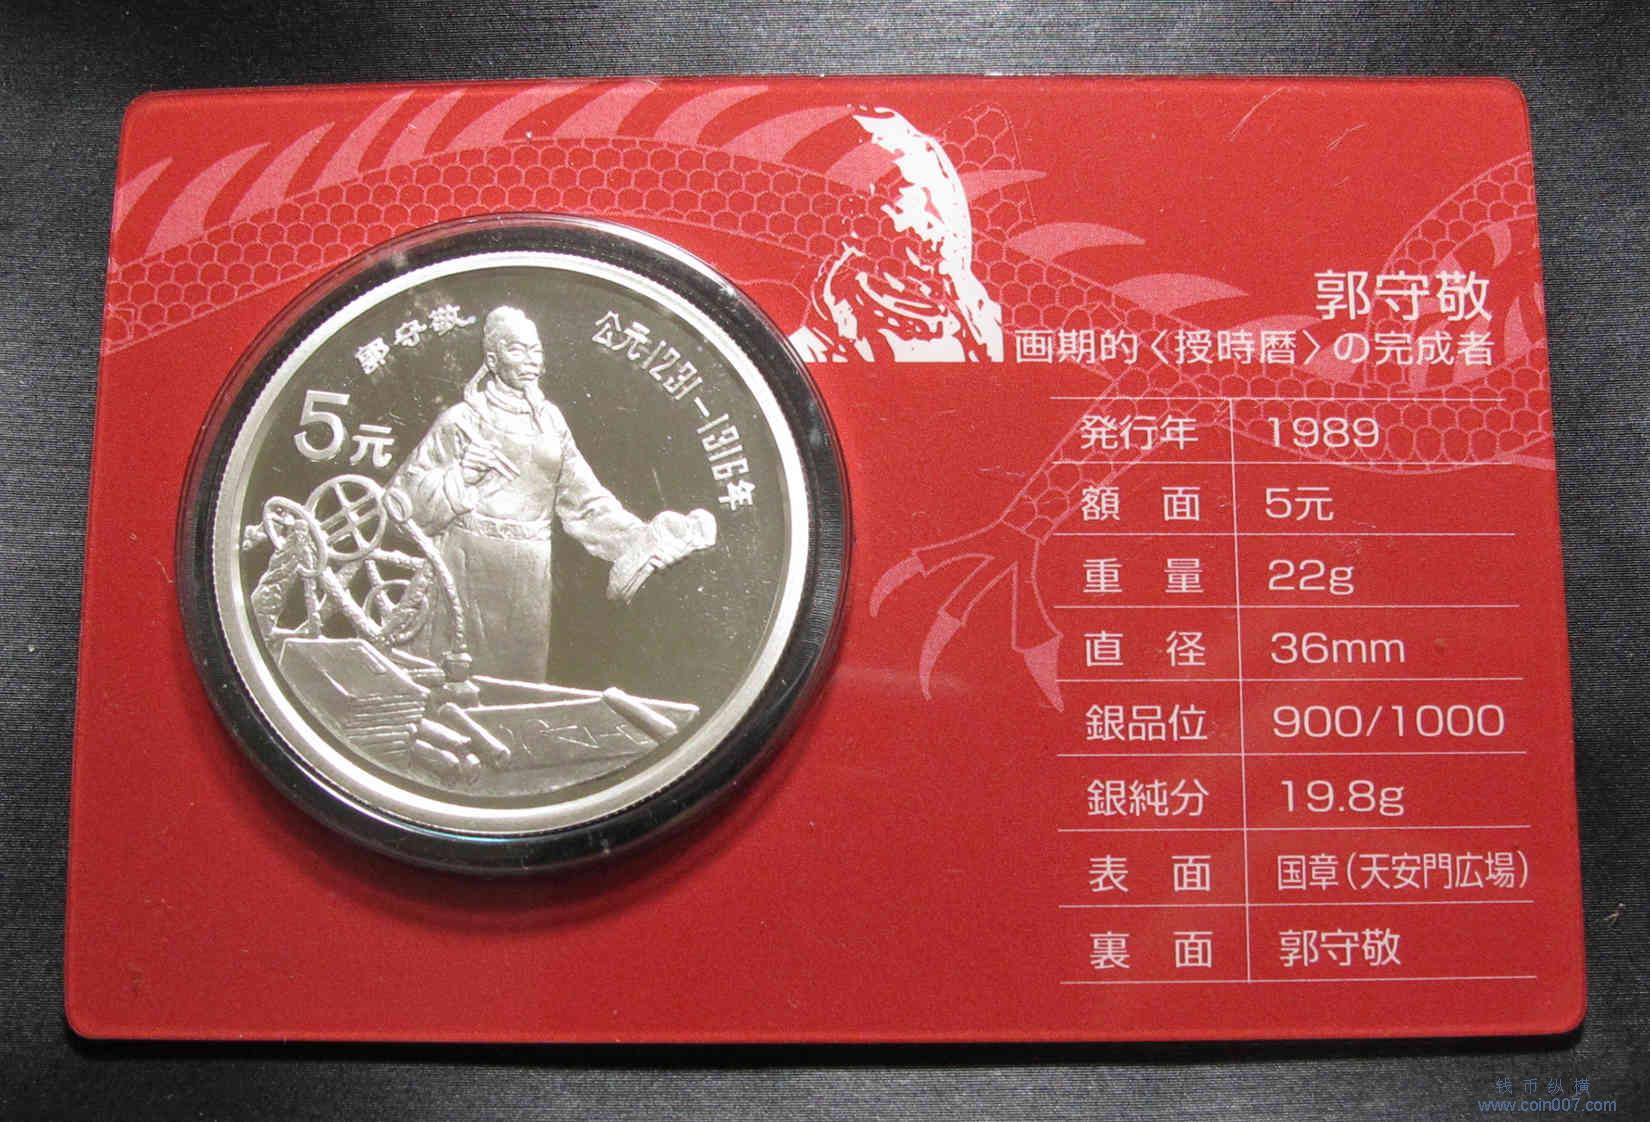 郭守敬
公元1231-1316年
5元
郭守敬
画期的〈授時暦〉の完成者
発行年 1989
額面 5元
重量 22g
直径 36mm
銀品位 900/1000
銀純分 19.8g
表面 国章(天安門広場)
裏面 郭守敬
钱币纵横
www.coin007.com